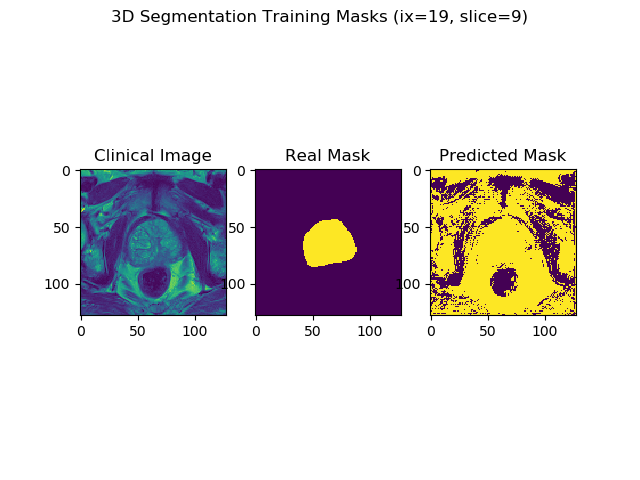 3D Segmentation Training Masks (ix=19, slice=9)
Clinical Image Real Mask Predicted Mask
0 0 0
50 50 50
100 100 100
0 50 100 0 50 100 0 50 100